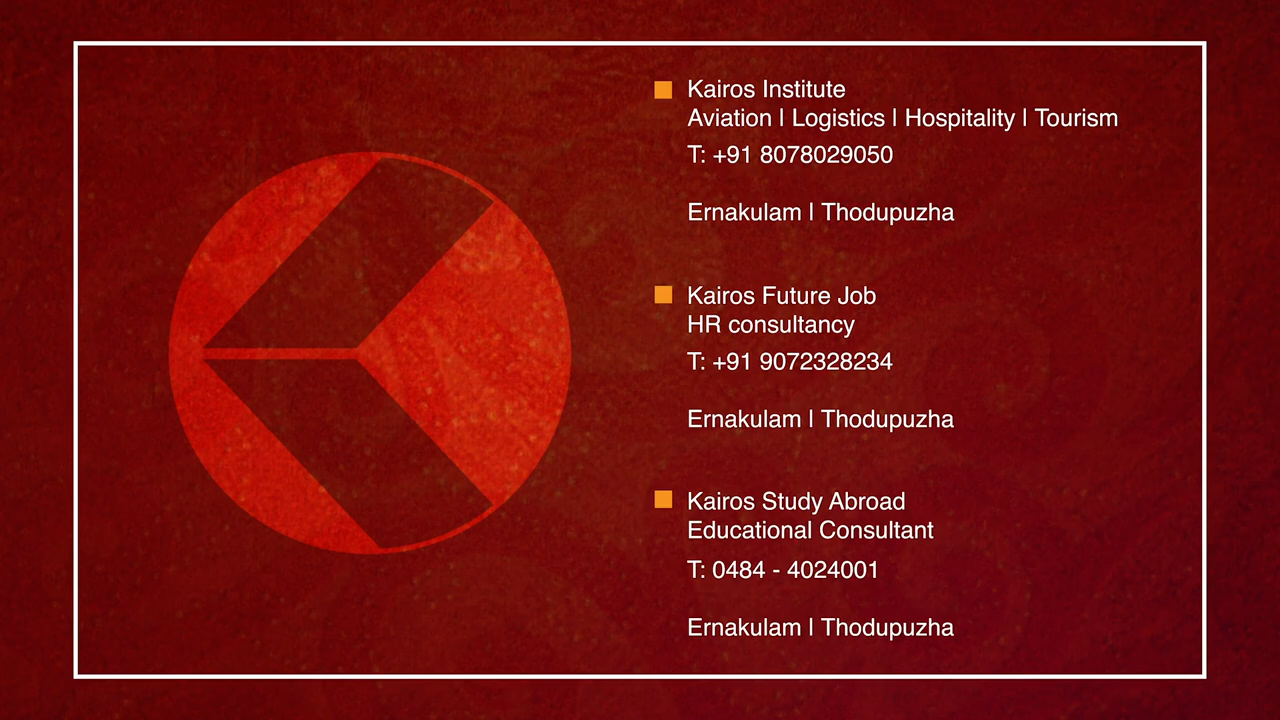 Kairos Institute
Aviation | Logistics | Hospitality | Tourism
T: +91 8078029050
Ernakulam | Thodupuzha
Kairos Future Job
HR consultancy
T: +91 9072328234
Ernakulam | Thodupuzha
Kairos Study Abroad
Educational Consultant
T: 0484 - 4024001
Ernakulam | Thodupuzha